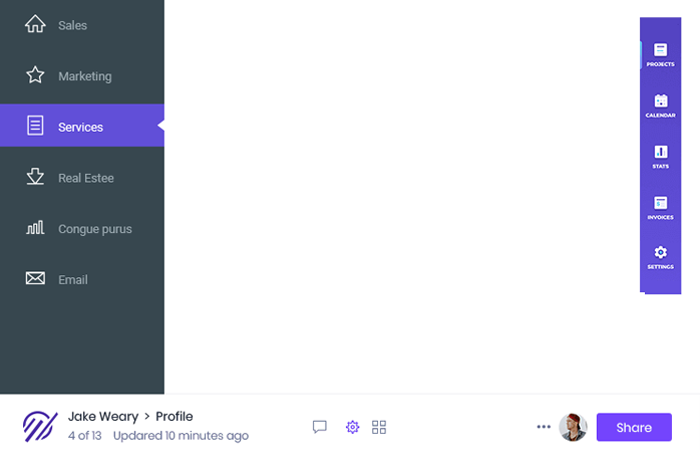 Sales
Marketing
Services
Real Estee
Congue purus
Email
PROJECTS
CALENDAR
STATS
INVOICES
SETTINGS
Jake Weary > Profile
4 of 13 Updared 10 minutes ago
Share